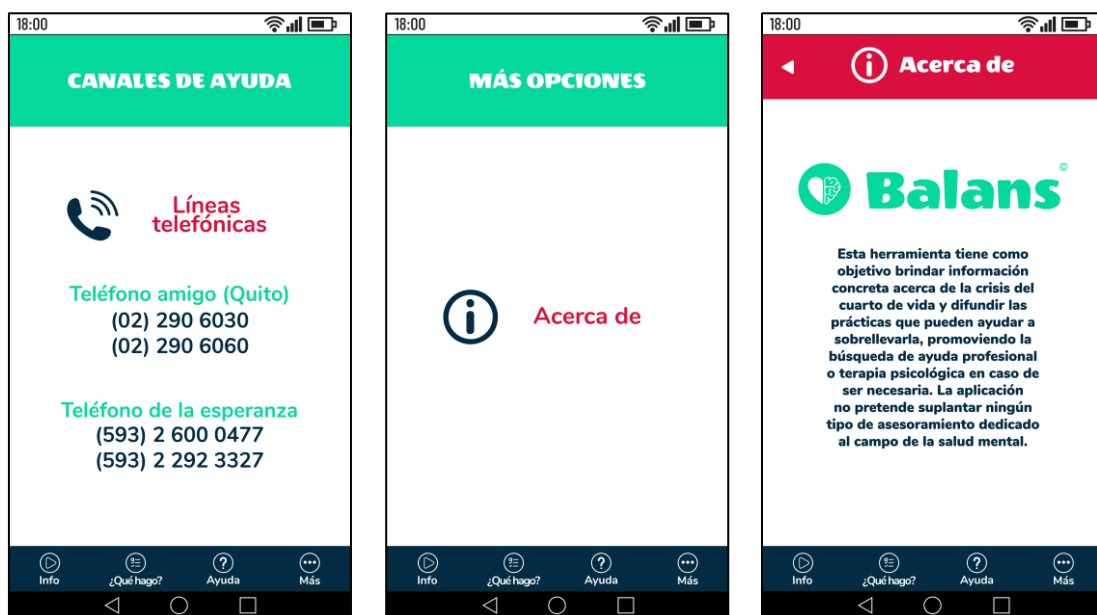 18:00
CANALES DE AYUDA
Líneas
telefónicas
Teléfono amigo (Quito)
(02) 290 6030
(02) 290 6060
Teléfono de la esperanza
(593) 2 600 0477
(593) 2 292 3327
Info
¿Qué hago?
Ayuda
Más
18:00
MÁS OPCIONES
Acerca de
Info
¿Qué hago?
Ayuda
Más
18:00
Acerca de
Balans©
Esta herramienta tiene como
objetivo brindar información
concreta acerca de la crisis del
cuarto de vida y difundir las
prácticas que pueden ayudar a
sobrellevarla, promoviendo la
búsqueda de ayuda profesional
o terapia psicológica en caso de
ser necesaria. La aplicación
no pretende suplantar ningún
tipo de asesoramiento dedicado
al campo de la salud mental.
Info
¿Qué hago?
Ayuda
Más